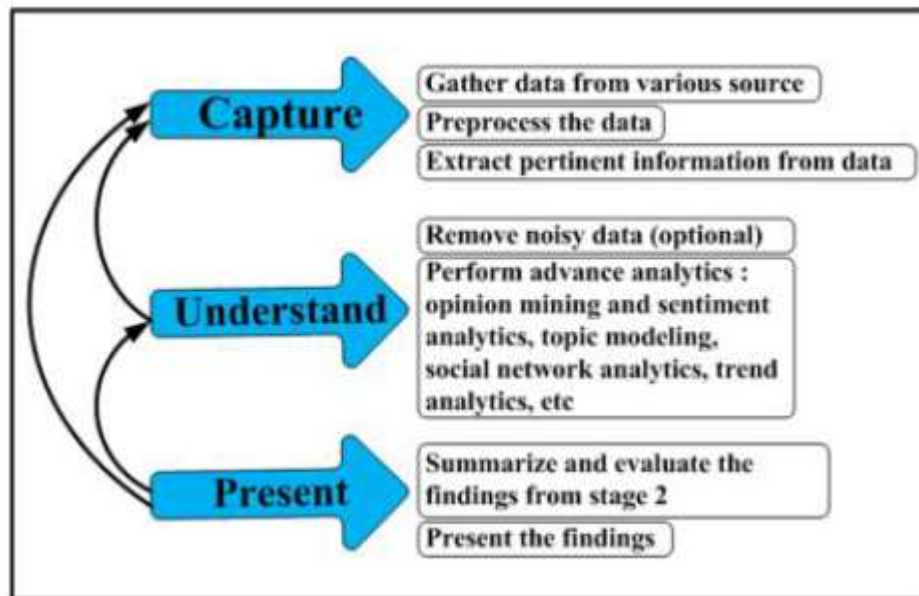 Capture
Gather data from various source
Preprocess the data
Extract pertinent information from data
Understand
Remove noisy data (optional)
Perform advance analytics :
opinion mining and sentiment
analytics, topic modeling,
social network analytics, trend
analytics, etc
Present
Summarize and evaluate the
findings from stage 2
Present the findings